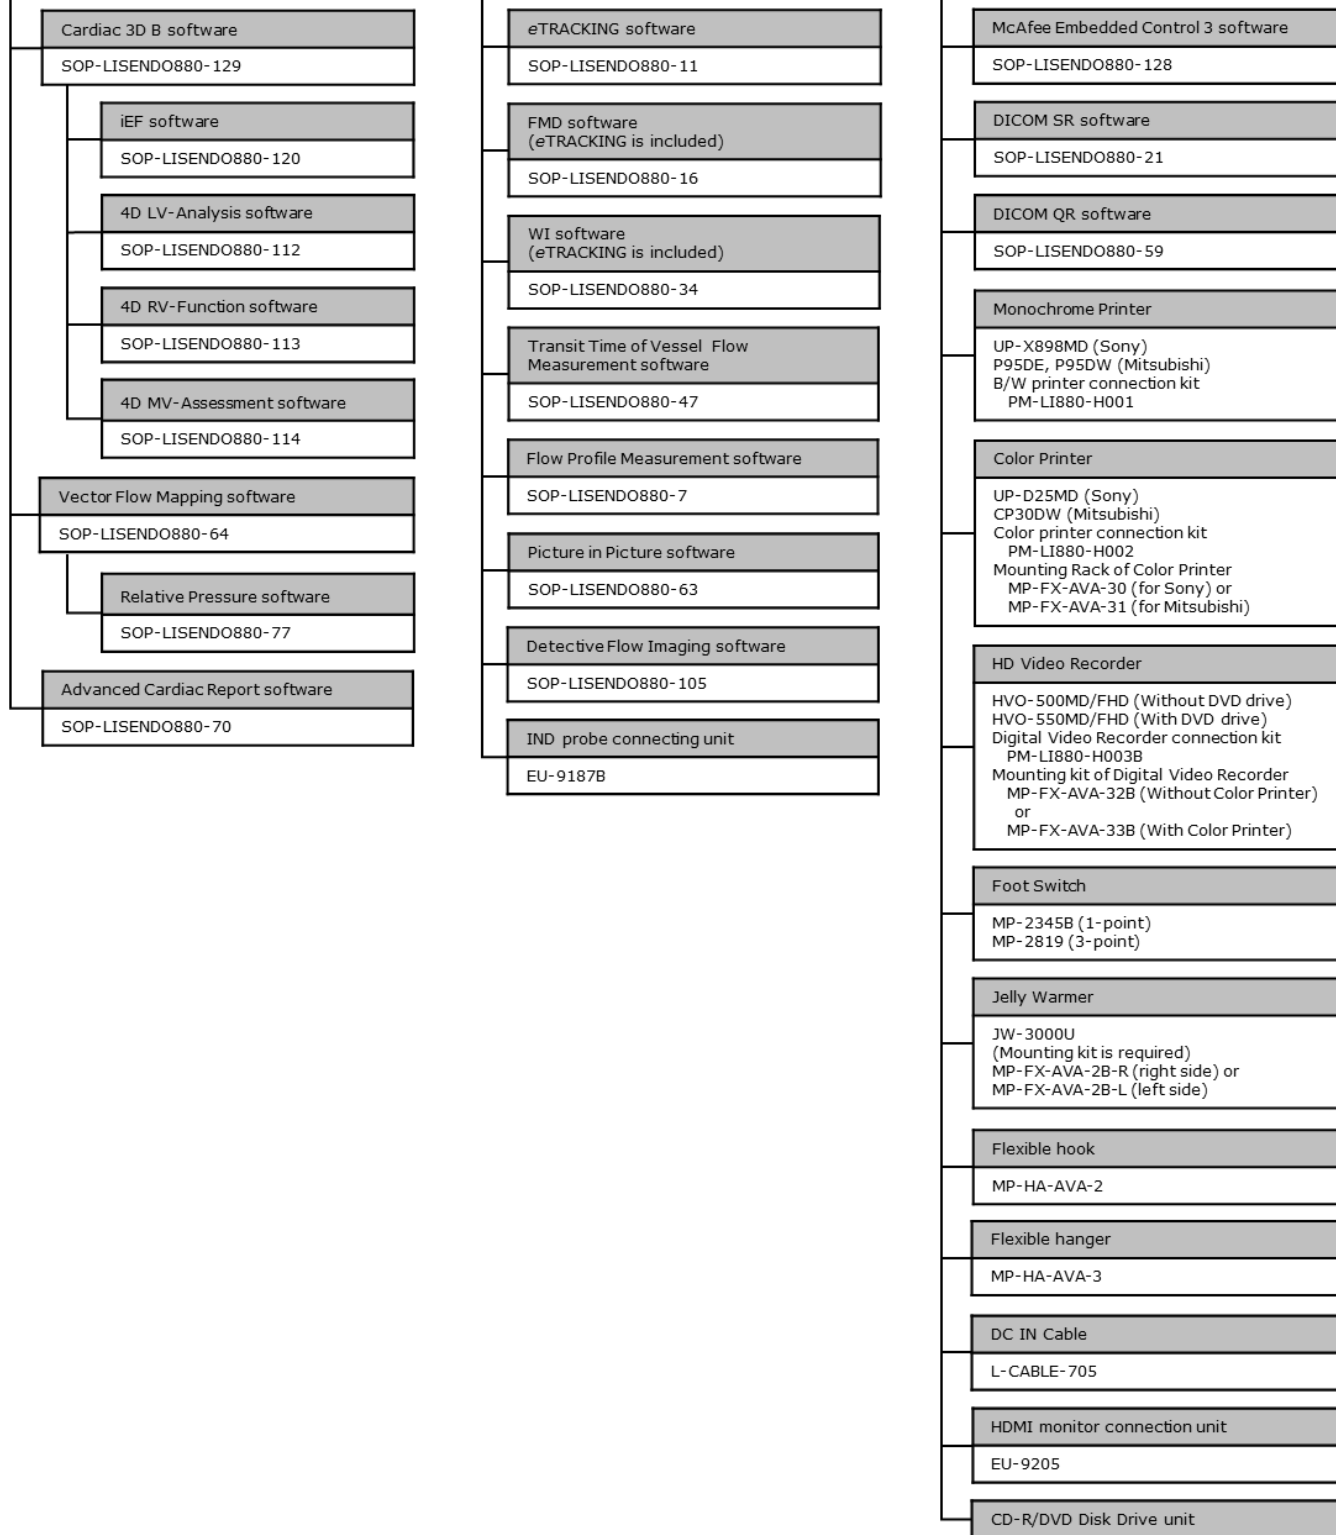 Cardiac 3D B software
SOP-LISENDO880-129
iEF software
SOP-LISENDO880-120
4D LV-Analysis software
SOP-LISENDO880-112
4D RV-Function software
SOP-LISENDO880-113
4D MV-Assessment software
SOP-LISENDO880-114
Vector Flow Mapping software
SOP-LISENDO880-64
Relative Pressure software
SOP-LISENDO880-77
Advanced Cardiac Report software
SOP-LISENDO880-70
eTRACKING software
SOP-LISENDO880-11
FMD software
(eTRACKING is included)
SOP-LISENDO880-16
WI software
(eTRACKING is included)
SOP-LISENDO880-34
Transit Time of Vessel Flow
Measurement software
SOP-LISENDO880-47
Flow Profile Measurement software
SOP-LISENDO880-7
Picture in Picture software
SOP-LISENDO880-63
Detective Flow Imaging software
SOP-LISENDO880-105
IND probe connecting unit
EU-9187B
McAfee Embedded Control 3 software
SOP-LISENDO880-128
DICOM SR software
SOP-LISENDO880-21
DICOM QR software
SOP-LISENDO880-59
Monochrome Printer
UP-X898MD (Sony)
P95DE, P95DW (Mitsubishi)
B/W printer connection kit
PM-LI880-H001
Color Printer
UP-D25MD (Sony)
CP30DW (Mitsubishi)
Color printer connection kit
PM-LI880-H002
Mounting Rack of Color Printer
MP-FX-AVA-30 (for Sony) or
MP-FX-AVA-31 (for Mitsubishi)
HD Video Recorder
HVO-500MD/FHD (Without DVD drive)
HVO-550MD/FHD (With DVD drive)
Digital Video Recorder connection kit
PM-LI880-H003B
Mounting kit of Digital Video Recorder
MP-FX-AVA-32B (Without Color Printer)
or
MP-FX-AVA-33B (With Color Printer)
Foot Switch
MP-2345B (1-point)
MP-2819 (3-point)
Jelly Warmer
JW-3000U
(Mounting kit is required)
MP-FX-AVA-2B-R (right side) or
MP-FX-AVA-2B-L (left side)
Flexible hook
MP-HA-AVA-2
Flexible hanger
MP-HA-AVA-3
DC IN Cable
L-CABLE-705
HDMI monitor connection unit
EU-9205
CD-R/DVD Disk Drive unit